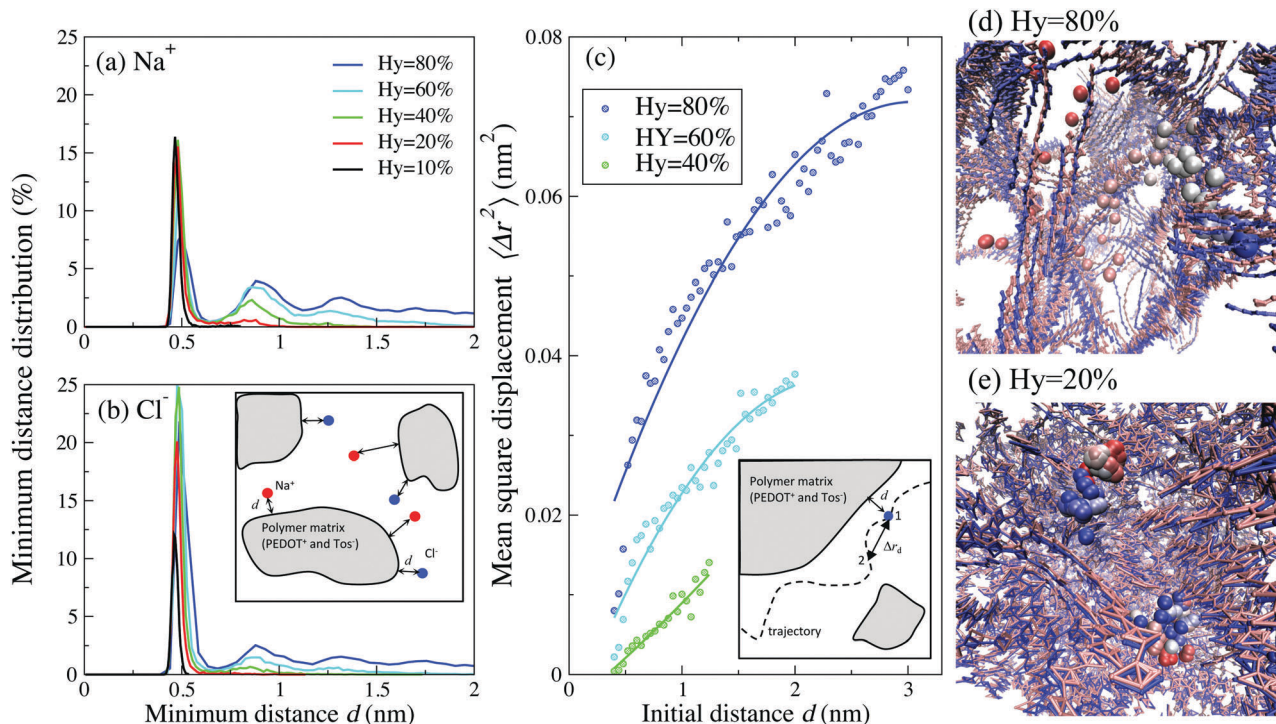 (a) Na+
Hy=80%
Hy=60%
Hy=40%
Hy=20%
Hy=10%
25
20
15
10
5
0
0 0.5 1 1.5 2
Minimum distance distribution (%)
(b) Cl-
25
20
15
10
5
0
Na+
d
Polymer matrix
(PEDOT+ and Tos-)
Cl-
d
0 0.5 1 1.5 2
Minimum distance d (nm)
(c)
Hy=80%
HY=60%
Hy=40%
0.08
0.06
0.04
0.02
0
Mean square displacement ⟨Δr2⟩ (nm2)
Polymer matrix
(PEDOT+ and Tos-)
d
1
Δrd
2
trajectory
0 1 2 3
Initial distance d (nm)
(d) Hy=80%
(e) Hy=20%